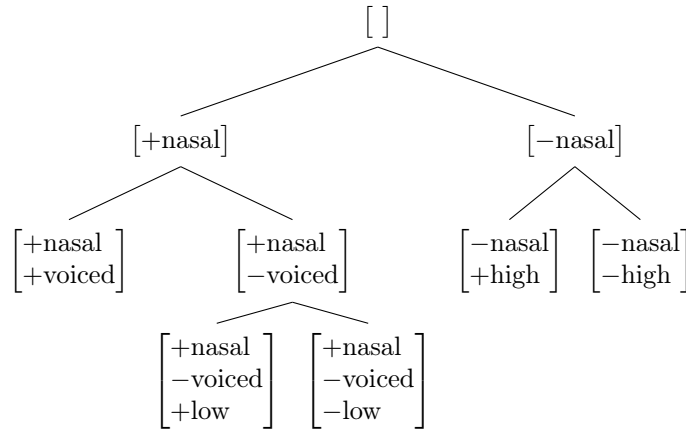 [ ]
[+nasal] [−nasal]
[+nasal +voiced]
[+nasal −voiced]
[−nasal +high]
[−nasal −high]
[+nasal −voiced +low]
[+nasal −voiced −low]